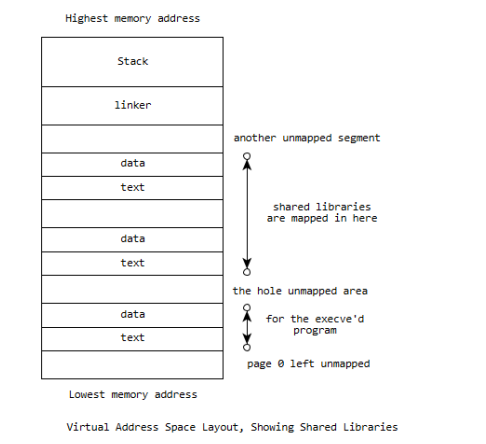 Highest memory address
Stack
linker
another unmapped segment
data
text
shared libraries
are mapped in here
data
text
the hole unmapped area
data
for the execve'd
program
text
page 0 left unmapped
Lowest memory address
Virtual Address Space Layout, Showing Shared Libraries